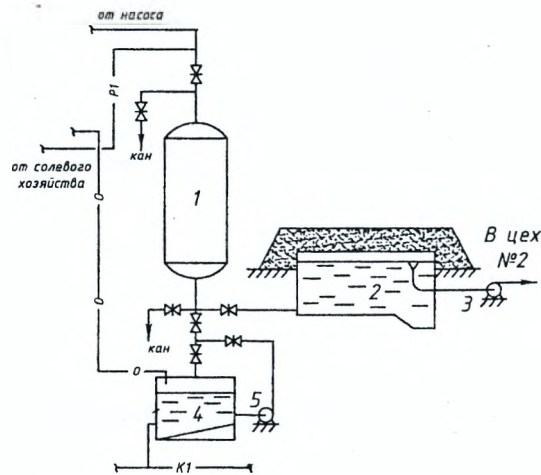 от насоса
Р1
кан
от солевого
хозяйства
1
О
О
В цех
№2
2
3
кан
О
4
5
К1